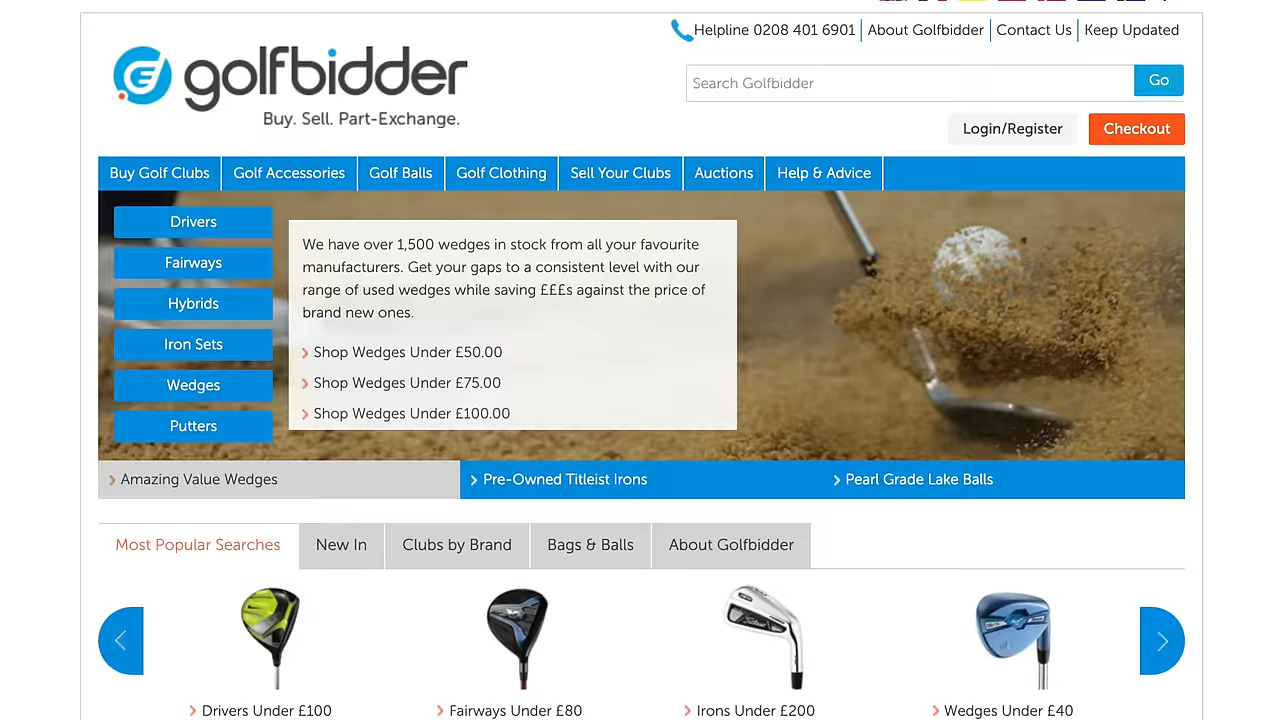 Helpline 0208 401 6901 About Golfbidder Contact Us Keep Updated
golfbidder
Buy. Sell. Part-Exchange.
Search Golfbidder Go
Login/Register Checkout
Buy Golf Clubs Golf Accessories Golf Balls Golf Clothing Sell Your Clubs Auctions Help & Advice
Drivers
Fairways
Hybrids
Iron Sets
Wedges
Putters
We have over 1,500 wedges in stock from all your favourite
manufacturers. Get your gaps to a consistent level with our
range of used wedges while saving £££s against the price of
brand new ones.
Shop Wedges Under £50.00
Shop Wedges Under £75.00
Shop Wedges Under £100.00
Amazing Value Wedges Pre-Owned Titleist Irons Pearl Grade Lake Balls
Most Popular Searches New In Clubs by Brand Bags & Balls About Golfbidder
Drivers Under £100 Fairways Under £80 Irons Under £200 Wedges Under £40